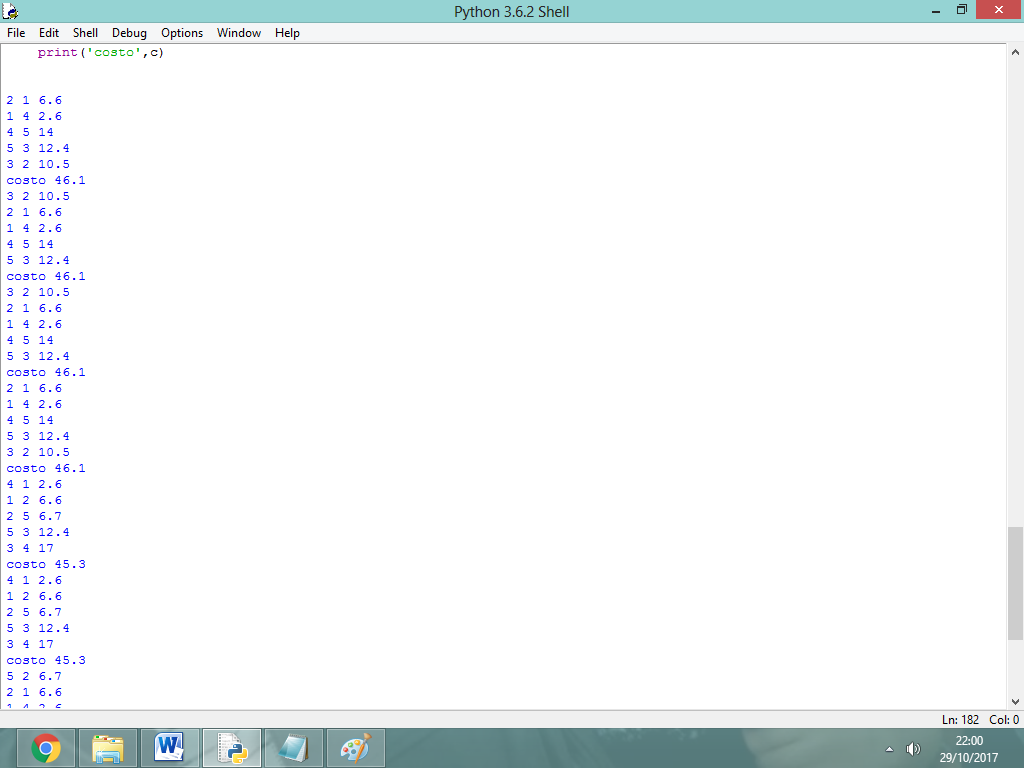 Python 3.6.2 Shell
File Edit Shell Debug Options Window Help
print('costo',c)
2 1 6.6
1 4 2.6
4 5 14
5 3 12.4
3 2 10.5
costo 46.1
3 2 10.5
2 1 6.6
1 4 2.6
4 5 14
5 3 12.4
costo 46.1
3 2 10.5
2 1 6.6
1 4 2.6
4 5 14
5 3 12.4
costo 46.1
2 1 6.6
1 4 2.6
4 5 14
5 3 12.4
3 2 10.5
costo 46.1
4 1 2.6
1 2 6.6
2 5 6.7
5 3 12.4
3 4 17
costo 45.3
4 1 2.6
1 2 6.6
2 5 6.7
5 3 12.4
3 4 17
costo 45.3
5 2 6.7
2 1 6.6
1 4 2.6
Ln: 182 Col: 0
22:00
29/10/2017